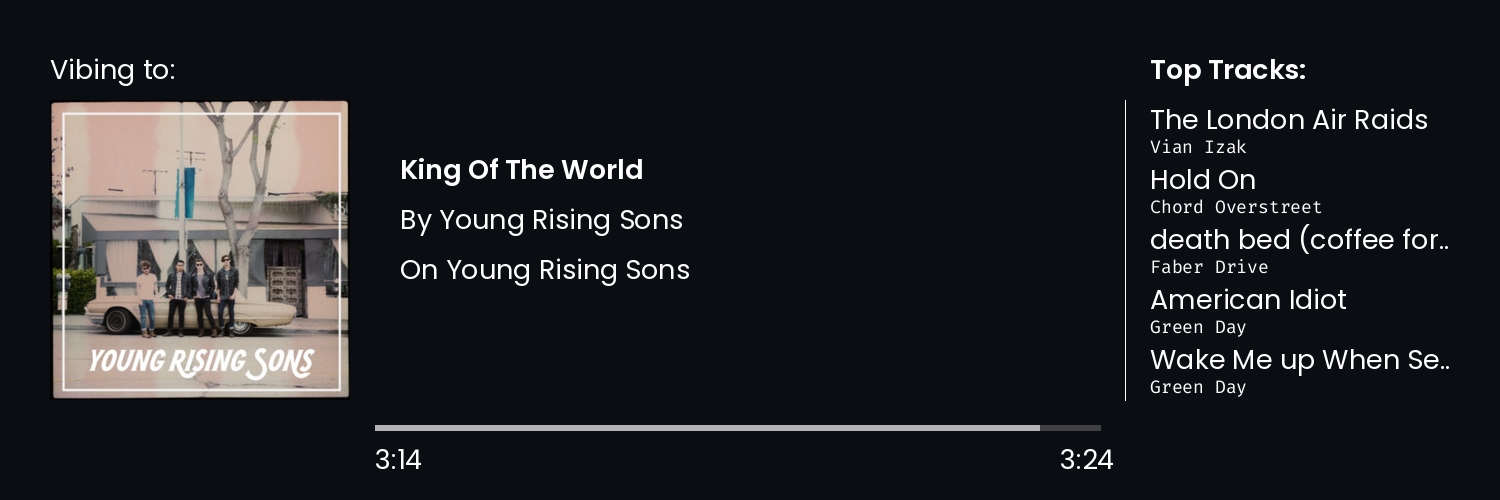 Vibing to:
YOUNG RISING SONS
King Of The World
By Young Rising Sons
On Young Rising Sons
3:14
3:24
Top Tracks:
The London Air Raids
Vian Izak
Hold On
Chord Overstreet
death bed (coffee for..
Faber Drive
American Idiot
Green Day
Wake Me up When Se..
Green Day